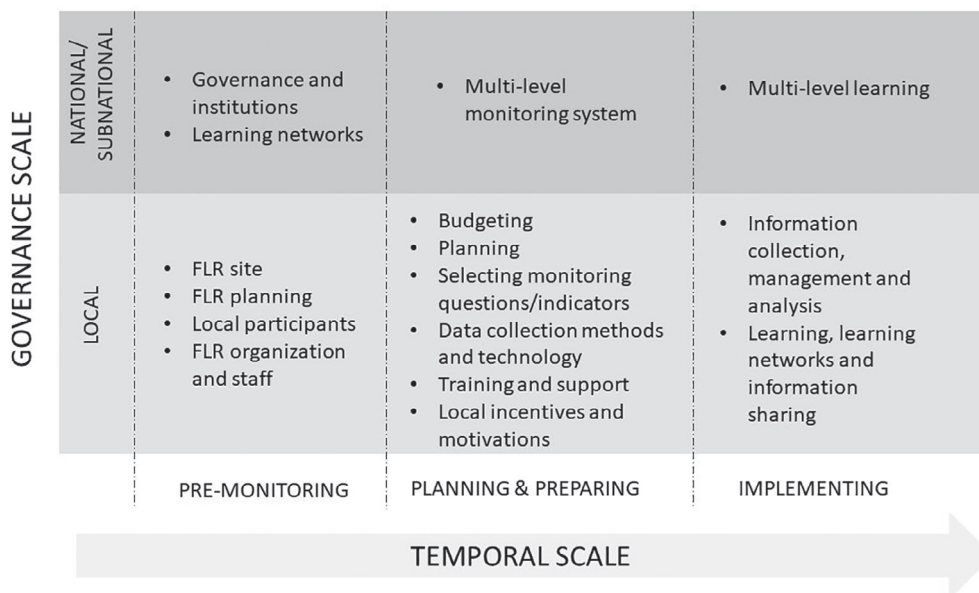 GOVERNANCE SCALE
NATIONAL/
SUBNATIONAL
• Governance and
institutions
• Learning networks
• Multi-level
monitoring system
• Multi-level learning
LOCAL
• FLR site
• FLR planning
• Local participants
• FLR organization
and staff
• Budgeting
• Planning
• Selecting monitoring
questions/indicators
• Data collection methods
and technology
• Training and support
• Local incentives and
motivations
• Information
collection,
management and
analysis
• Learning, learning
networks and
information
sharing
PRE-MONITORING
PLANNING & PREPARING
IMPLEMENTING
TEMPORAL SCALE